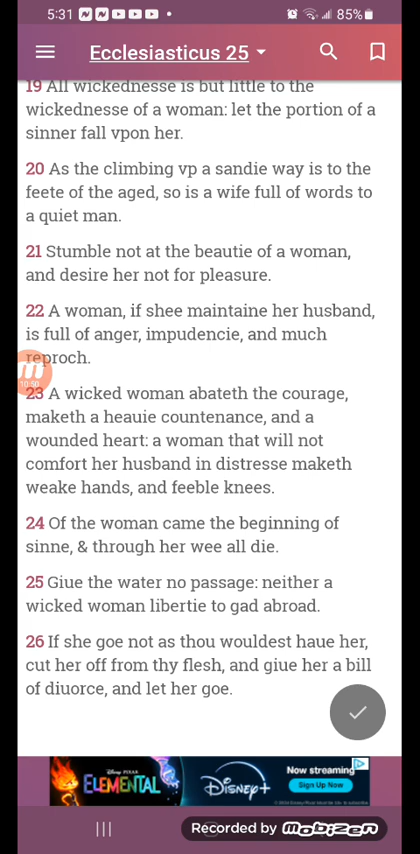 5:31
85%
Ecclesiasticus 25
19 All wickednesse is but little to the
wickednesse of a woman: let the portion of a
sinner fall vpon her.
20 As the climbing vp a sandie way is to the
feete of the aged, so is a wife full of words to
a quiet man.
21 Stumble not at the beautie of a woman,
and desire her not for pleasure.
22 A woman, if shee maintaine her husband,
is full of anger, impudencie, and much
reproch.
m
10:50
23 A wicked woman abateth the courage,
maketh a heauie countenance, and a
wounded heart: a woman that will not
comfort her husband in distresse maketh
weake hands, and feeble knees.
24 Of the woman came the beginning of
sinne, & through her wee all die.
25 Giue the water no passage: neither a
wicked woman libertie to gad abroad.
26 If she goe not as thou wouldest haue her,
cut her off from thy flesh, and giue her a bill
of diuorce, and let her goe.
Disney PIXAR
ELEMENTAL
Disney+
Now streaming
Sign Up Now
Recorded by mobizen